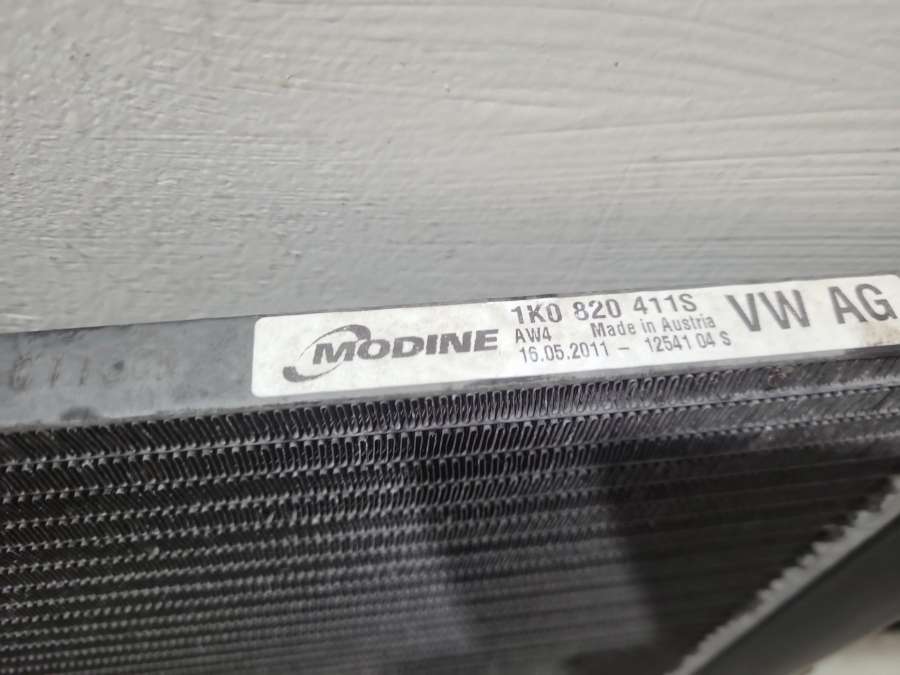 MODINE
1K0 820 411S
AW4 Made in Austria
16.05.2011 - 12541 04 S
VW AG